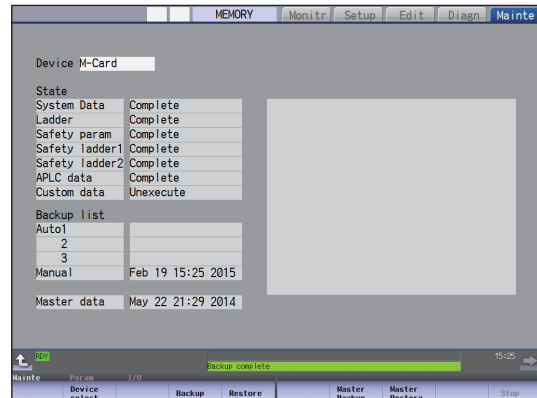 MEMORY Monitr Setup Edit Diagn Mainte
Device M-Card
State
System Data Complete
Ladder Complete
Safety param Complete
Safety ladder1 Complete
Safety ladder2 Complete
APLC data Complete
Custom data Unexecute
Backup list
Auto1
2
3
Manual Feb 19 15:25 2015
Master data May 22 21:29 2014
RDY 15:25
Backup complete
Mainte Param I/O
Device select Backup Restore Master Backup Master Restore Stop